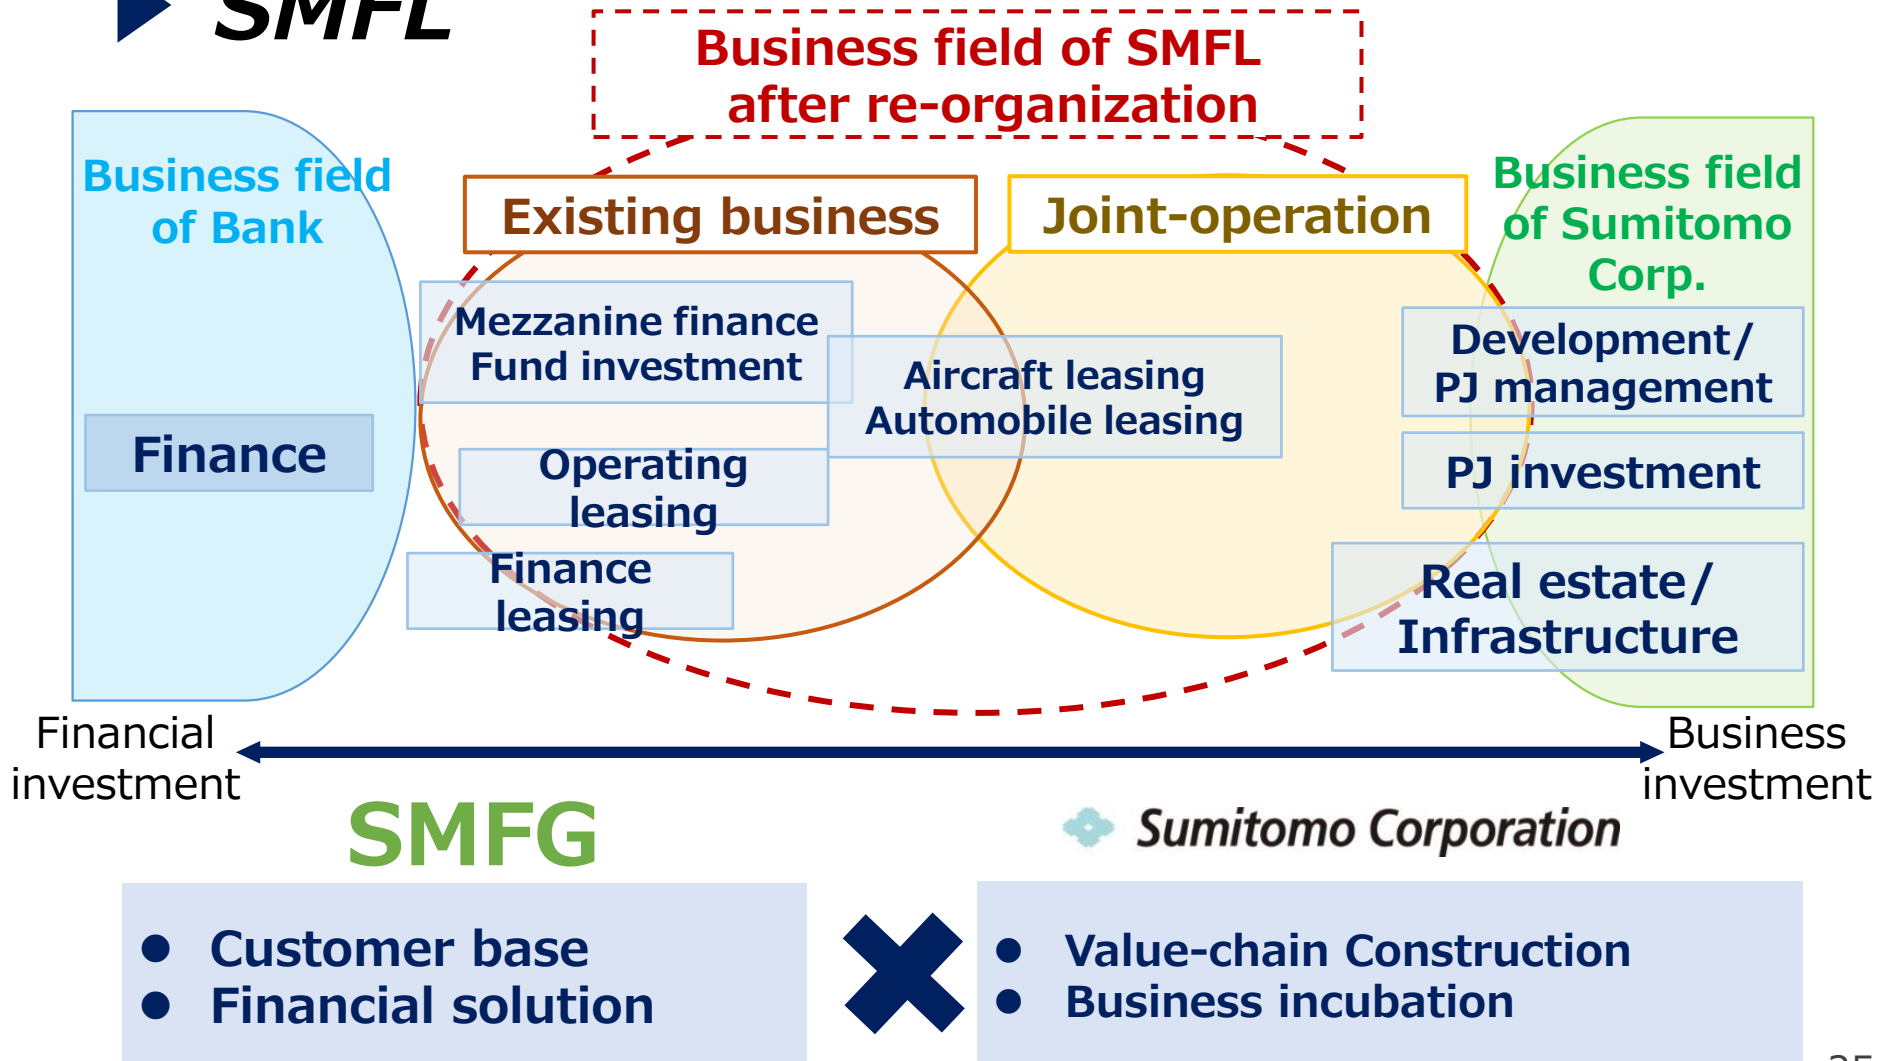 SMFL
Business field of SMFL
after re-organization
Business field
of Bank
Existing business
Joint-operation
Business field
of Sumitomo
Corp.
Mezzanine finance
Fund investment
Aircraft leasing
Automobile leasing
Development/
PJ management
Finance
Operating
leasing
PJ investment
Finance
leasing
Real estate/
Infrastructure
Financial
investment
Business
investment
SMFG
Sumitomo Corporation
● Customer base
● Financial solution
● Value-chain Construction
● Business incubation